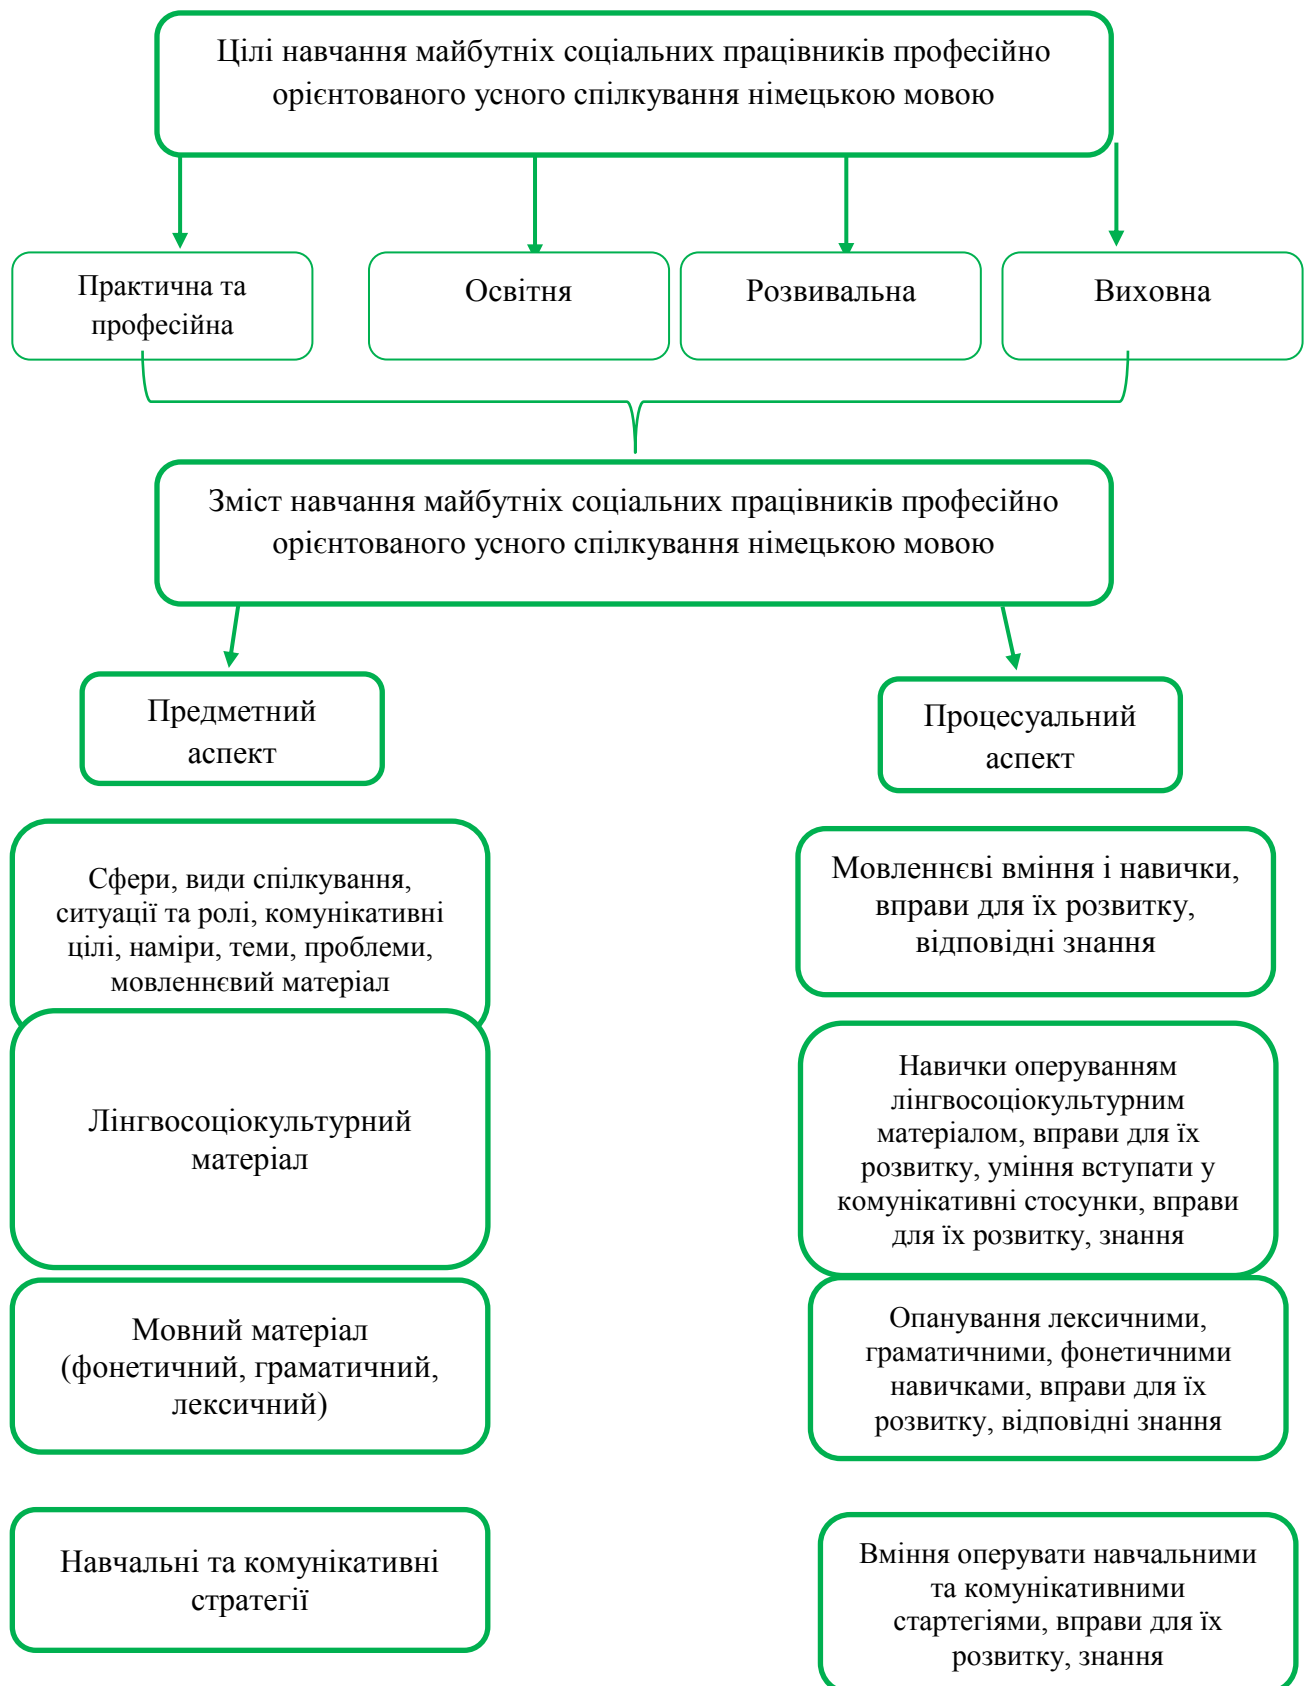 Цілі навчання майбутніх соціальних працівників професійно
орієнтованого усного спілкування німецькою мовою
Практична та
професійна
Освітня
Розвивальна
Виховна
Зміст навчання майбутніх соціальних працівників професійно
орієнтованого усного спілкування німецькою мовою
Предметний
аспект
Процесуальний
аспект
Сфери, види спілкування,
ситуації та ролі, комунікативні
цілі, наміри, теми, проблеми,
мовленнєвий матеріал
Мовленнєві вміння і навички,
вправи для їх розвитку,
відповідні знання
Лінгвосоціокультурний
матеріал
Навички оперуванням
лінгвосоціокультурним
матеріалом, вправи для їх
розвитку, уміння вступати у
комунікативні стосунки, вправи
для їх розвитку, знання
Мовний матеріал
(фонетичний, граматичний,
лексичний)
Опанування лексичними,
граматичними, фонетичними
навичками, вправи для їх
розвитку, відповідні знання
Навчальні та комунікативні
стратегії
Вміння оперувати навчальними
та комунікативними
стартегіями, вправи для їх
розвитку, знання